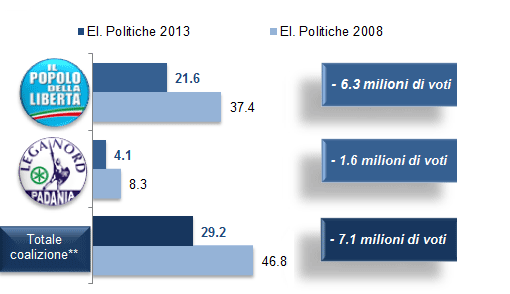 El. Politiche 2013
El. Politiche 2008
IL
POPOLO
DELLA
LIBERTÀ
21.6
37.4
- 6.3 milioni di voti
LEGA NORD
PADANIA
4.1
8.3
- 1.6 milioni di voti
Totale
coalizione**
29.2
46.8
- 7.1 milioni di voti